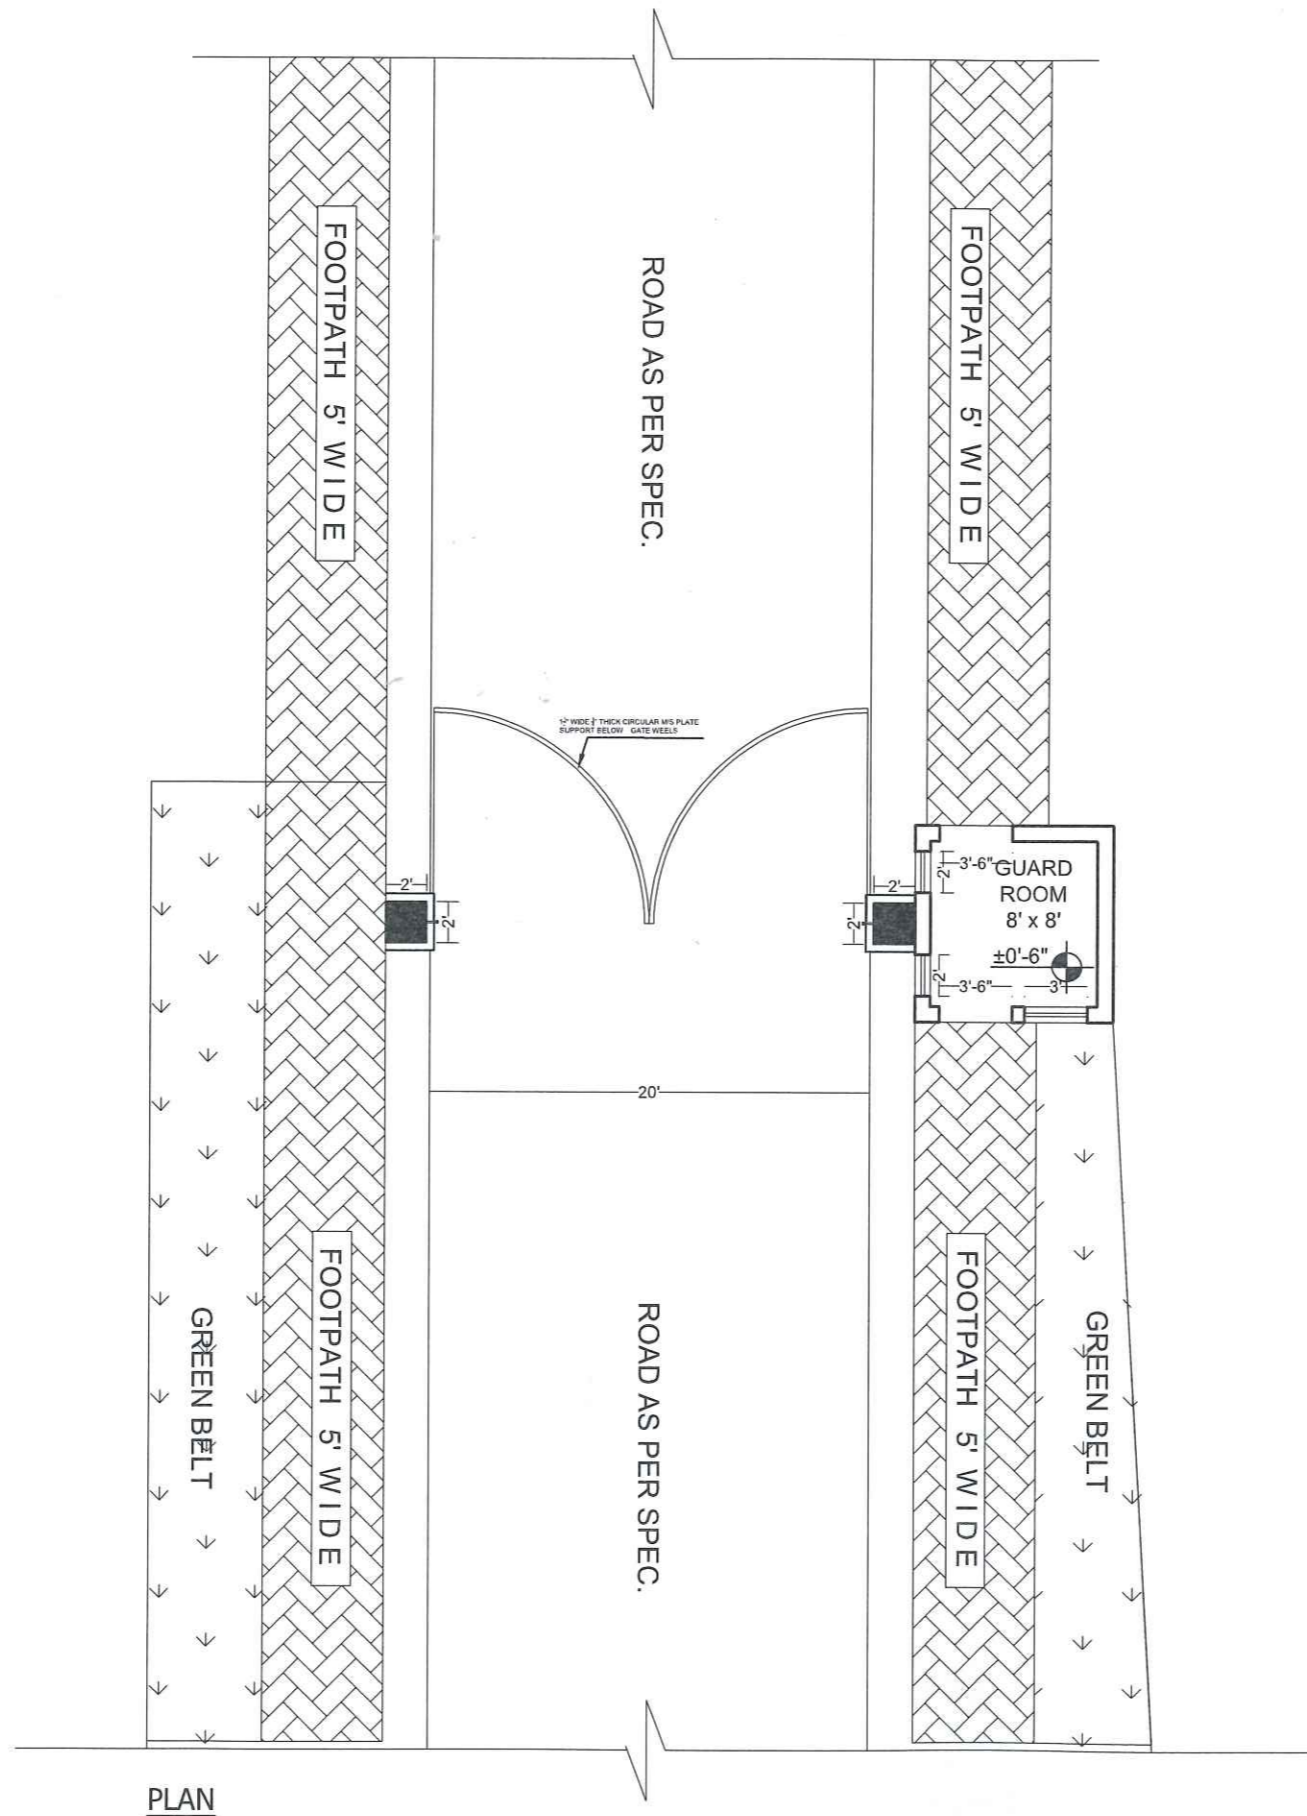 FOOTPATH 5' WIDE
ROAD AS PER SPEC.
FOOTPATH 5' WIDE
WIDE THICK CIRCULAR M/S PLATE
SUPPORT BELOW GATE WEELS
2'
2'
2'
2'
2'
3'-6"
GUARD
ROOM
8' x 8'
±0'-6"
2'
3'-6"
3'
20'
GREEN BELT
FOOTPATH 5' WIDE
ROAD AS PER SPEC.
FOOTPATH 5' WIDE
GREEN BELT
PLAN